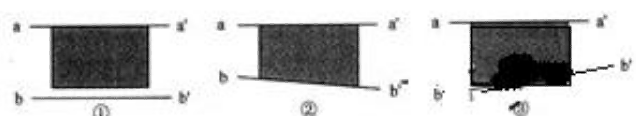 a a' a a' a a'
b b' b b''' b' b'
① ② ③